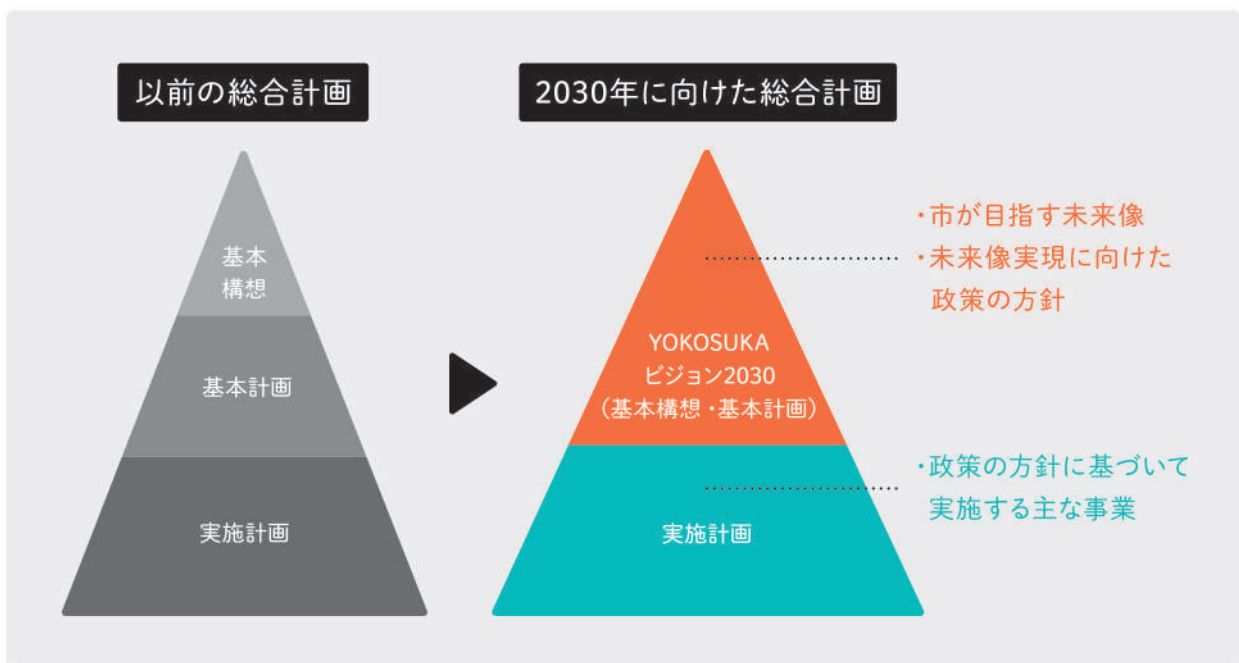 以前の総合計画
2030年に向けた総合計画
基本
構想
基本計画
実施計画
YOKOSUKA
ビジョン2030
（基本構想・基本計画）
実施計画
・市が目指す未来像
・未来像実現に向けた
政策の方針
・政策の方針に基づいて
実施する主な事業